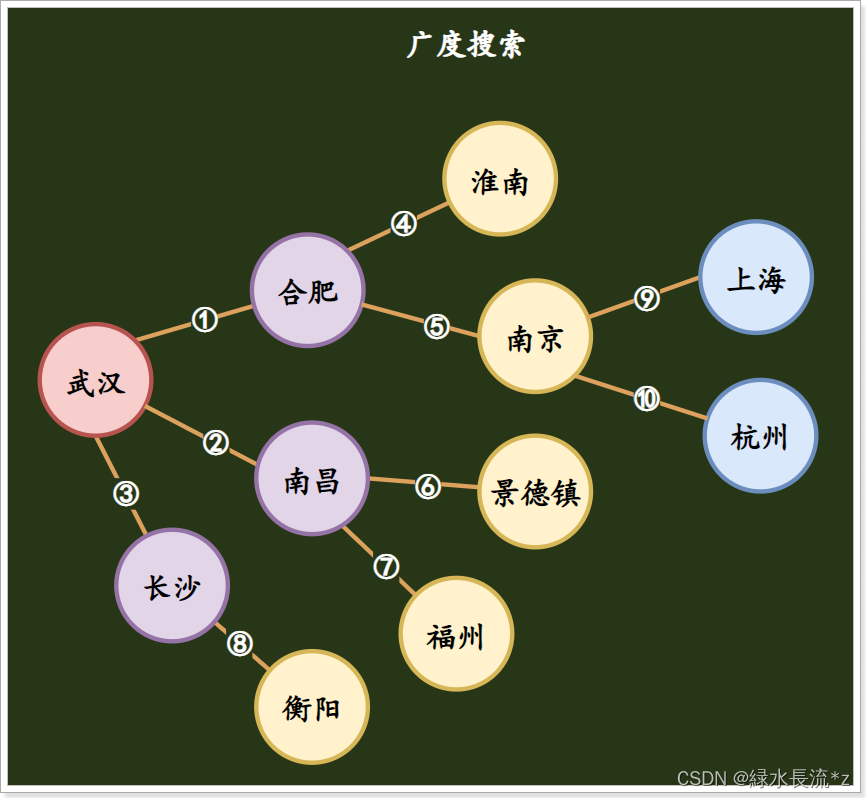 广度搜索
淮南
④
合肥
上海
①
⑤
⑨
南京
武汉
⑩
杭州
②
南昌
⑥
景德镇
③
⑦
长沙
福州
⑧
衡阳
CSDN @緑水長流*z